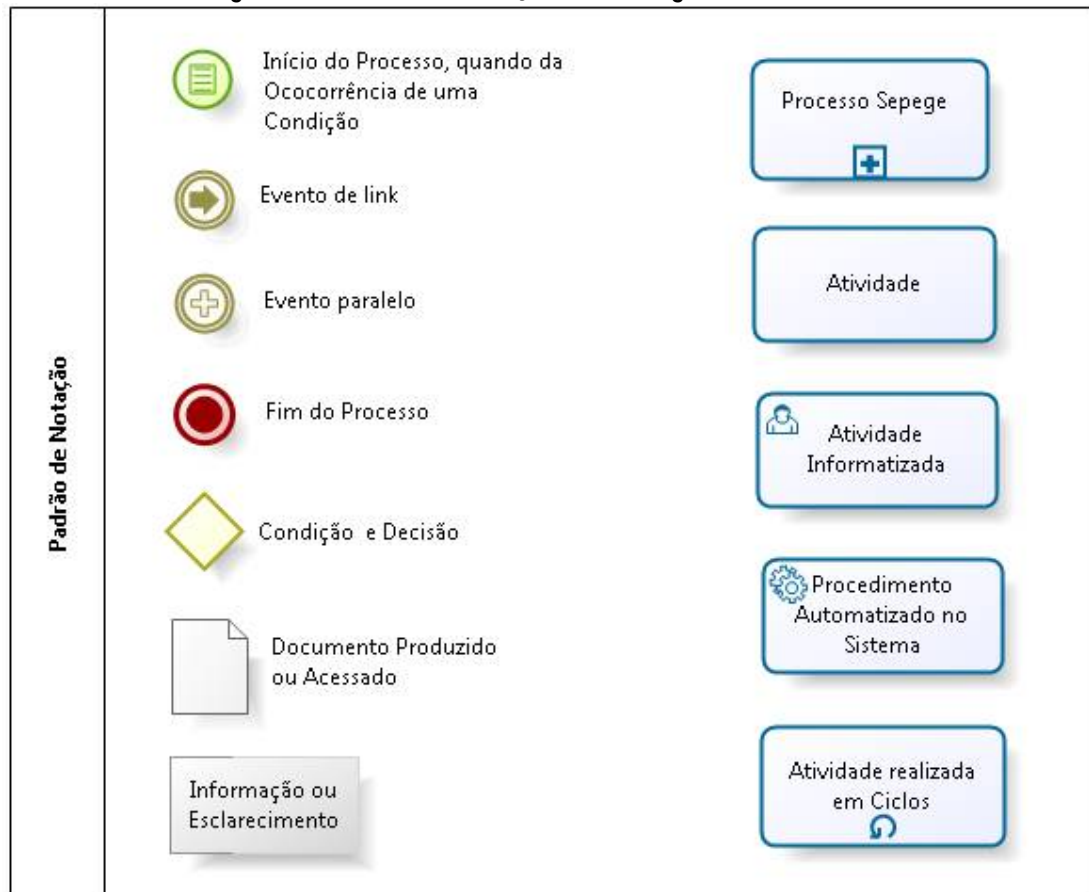 Padrão de Notação
Início do Processo, quando da
Ococorrência de uma
Condição
Evento de link
Evento paralelo
Fim do Processo
Condição e Decisão
Documento Produzido
ou Acessado
Informação ou
Esclarecimento
Processo Sepege
Atividade
Atividade
Informatizada
Procedimento
Automatizado no
Sistema
Atividade realizada
em Ciclos